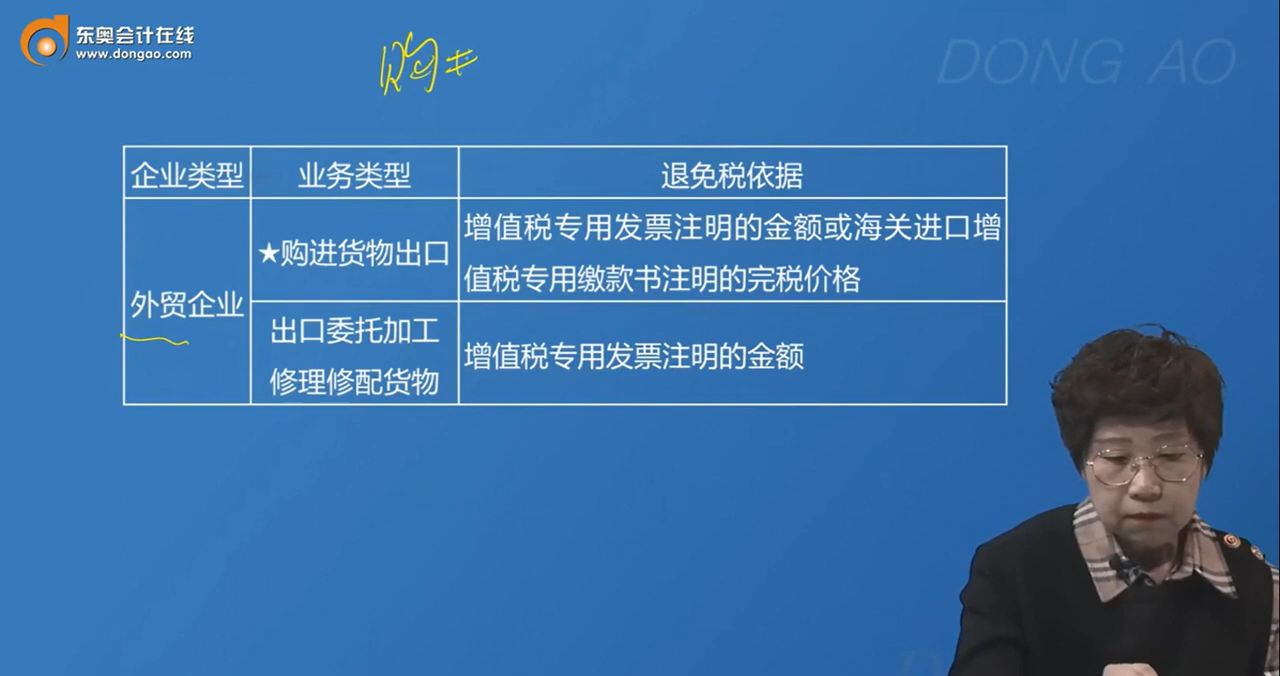 东奥会计在线
www.dongao.com
DONG AO
购
企业类型
业务类型
退免税依据
外贸企业
★购进货物出口
增值税专用发票注明的金额或海关进口增
值税专用缴款书注明的完税价格
出口委托加工
修理修配货物
增值税专用发票注明的金额